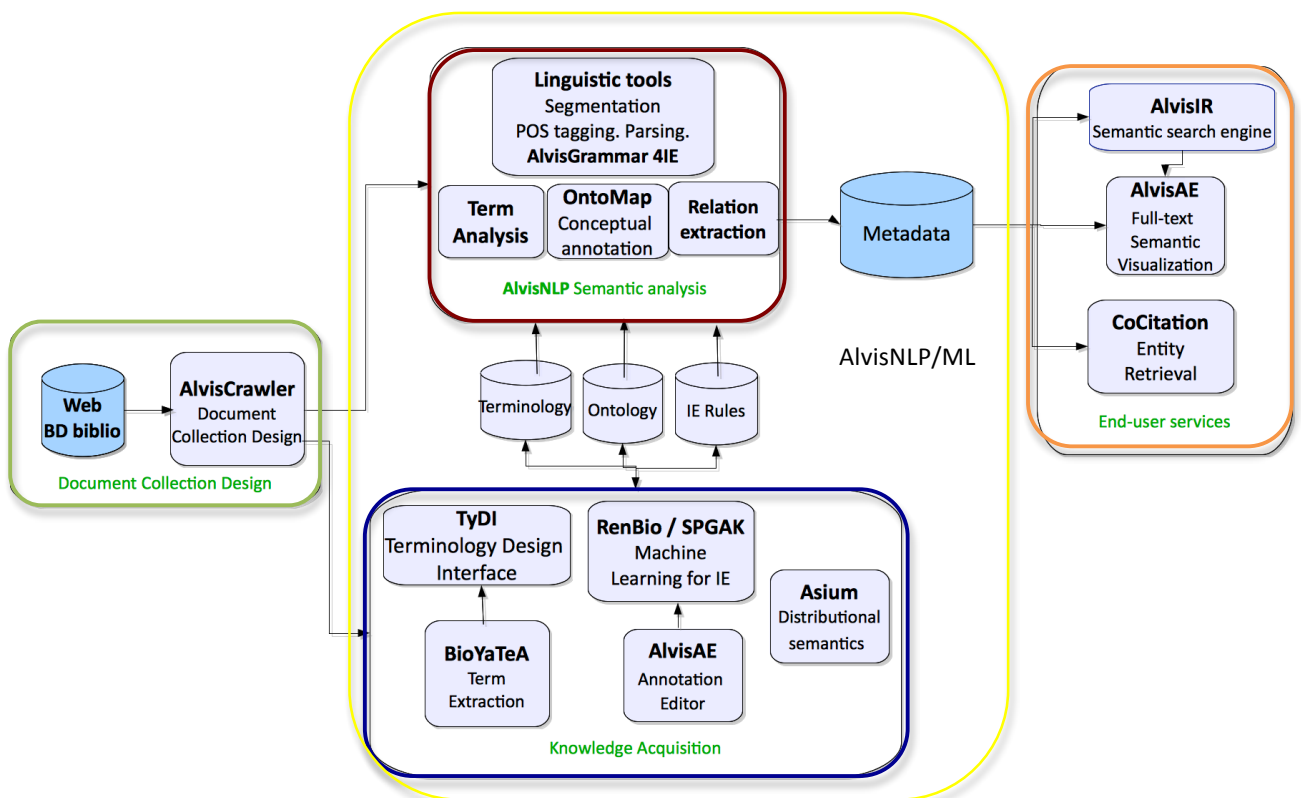 Linguistic tools
Segmentation
POS tagging. Parsing.
AlvisGrammar 4IE
Term
Analysis
OntoMap
Conceptual
annotation
Relation
extraction
AlvisNLP Semantic analysis
Metadata
AlvisIR
Semantic search engine
AlvisAE
Full-text
Semantic
Visualization
CoCitation
Entity
Retrieval
End-user services
AlvisNLP/ML
Web
BD biblio
AlvisCrawler
Document
Collection Design
Document Collection Design
Terminology
Ontology
IE Rules
TyDI
Terminology Design
Interface
BioYaTeA
Term
Extraction
RenBio / SPGAK
Machine
Learning for IE
AlvisAE
Annotation
Editor
Asium
Distributional
semantics
Knowledge Acquisition